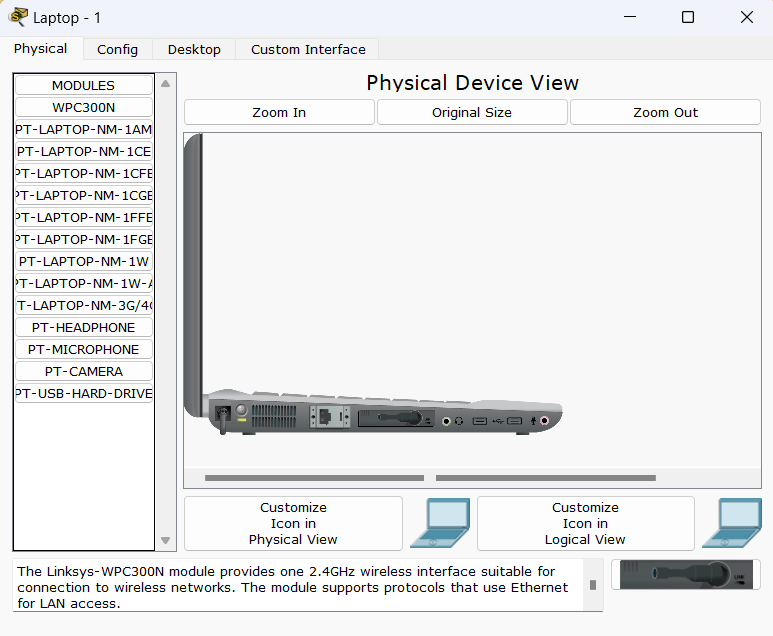 Laptop - 1
Physical
Config
Desktop
Custom Interface
MODULES
WPC300N
PT-LAPTOP-NM-1AM
PT-LAPTOP-NM-1CE
PT-LAPTOP-NM-1CFE
PT-LAPTOP-NM-1CGE
PT-LAPTOP-NM-1FFE
PT-LAPTOP-NM-1FGE
PT-LAPTOP-NM-1W
PT-LAPTOP-NM-1W-A
T-LAPTOP-NM-3G/4G
PT-HEADPHONE
PT-MICROPHONE
PT-CAMERA
PT-USB-HARD-DRIVE
Physical Device View
Zoom In
Original Size
Zoom Out
Customize
Icon in
Physical View
Customize
Icon in
Logical View
The Linksys-WPC300N module provides one 2.4GHz wireless interface suitable for
connection to wireless networks. The module supports protocols that use Ethernet
for LAN access.
LINK